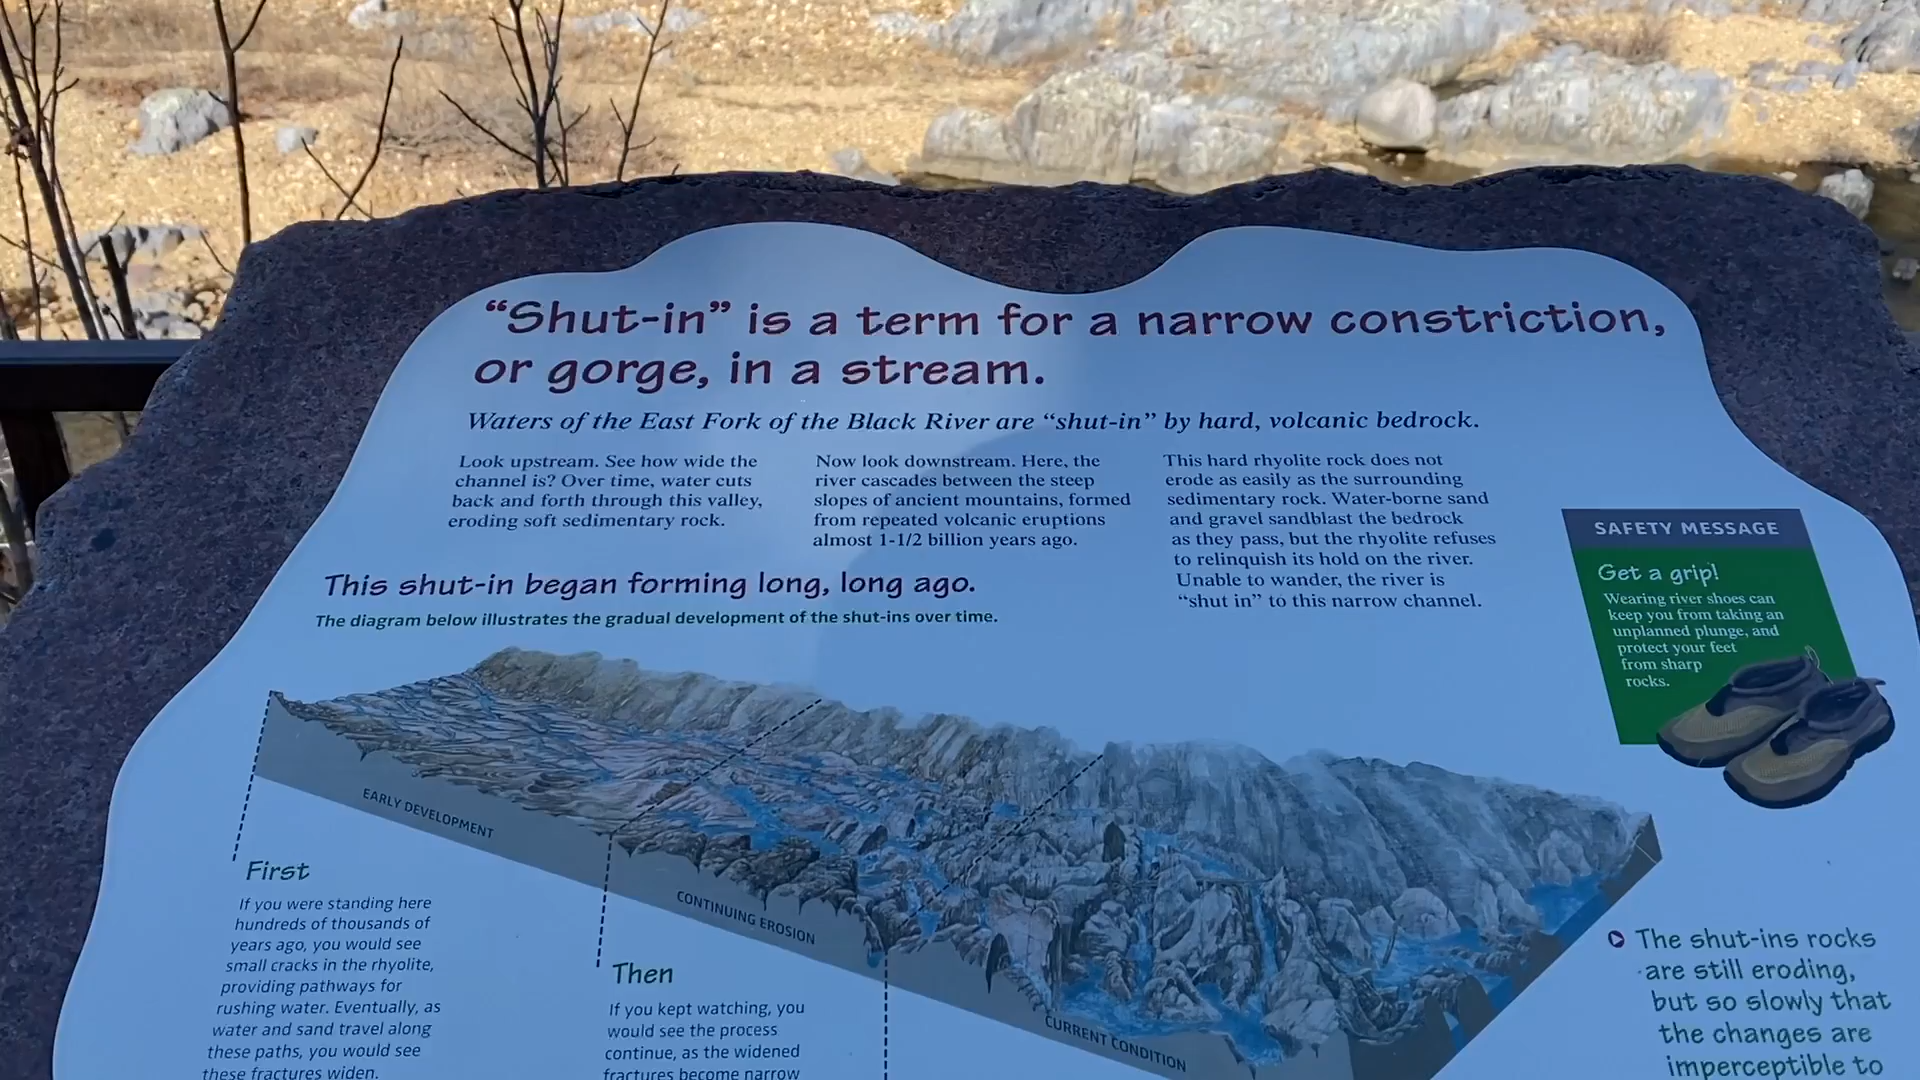 “Shut-in” is a term for a narrow constriction,
or gorge, in a stream.
Waters of the East Fork of the Black River are “shut-in” by hard, volcanic bedrock.
Look upstream. See how wide the
channel is? Over time, water cuts
back and forth through this valley,
eroding soft sedimentary rock.
Now look downstream. Here, the
river cascades between the steep
slopes of ancient mountains, formed
from repeated volcanic eruptions
almost 1-1/2 billion years ago.
This hard rhyolite rock does not
erode as easily as the surrounding
sedimentary rock. Water-borne sand
and gravel sandblast the bedrock
as they pass, but the rhyolite refuses
to relinquish its hold on the river.
Unable to wander, the river is
“shut in” to this narrow channel.
SAFETY MESSAGE
Get a grip!
Wearing river shoes can
keep you from taking an
unplanned plunge, and
protect your feet
from sharp
rocks.
This shut-in began forming long, long ago.
The diagram below illustrates the gradual development of the shut-ins over time.
EARLY DEVELOPMENT
CONTINUING EROSION
CURRENT CONDITION
First
If you were standing here
hundreds of thousands of
years ago, you would see
small cracks in the rhyolite,
providing pathways for
rushing water. Eventually, as
water and sand travel along
these paths, you would see
these fractures widen.
Then
If you kept watching, you
would see the process
continue, as the widened
fractures become narrow
The shut-ins rocks
are still eroding,
but so slowly that
the changes are
imperceptible to